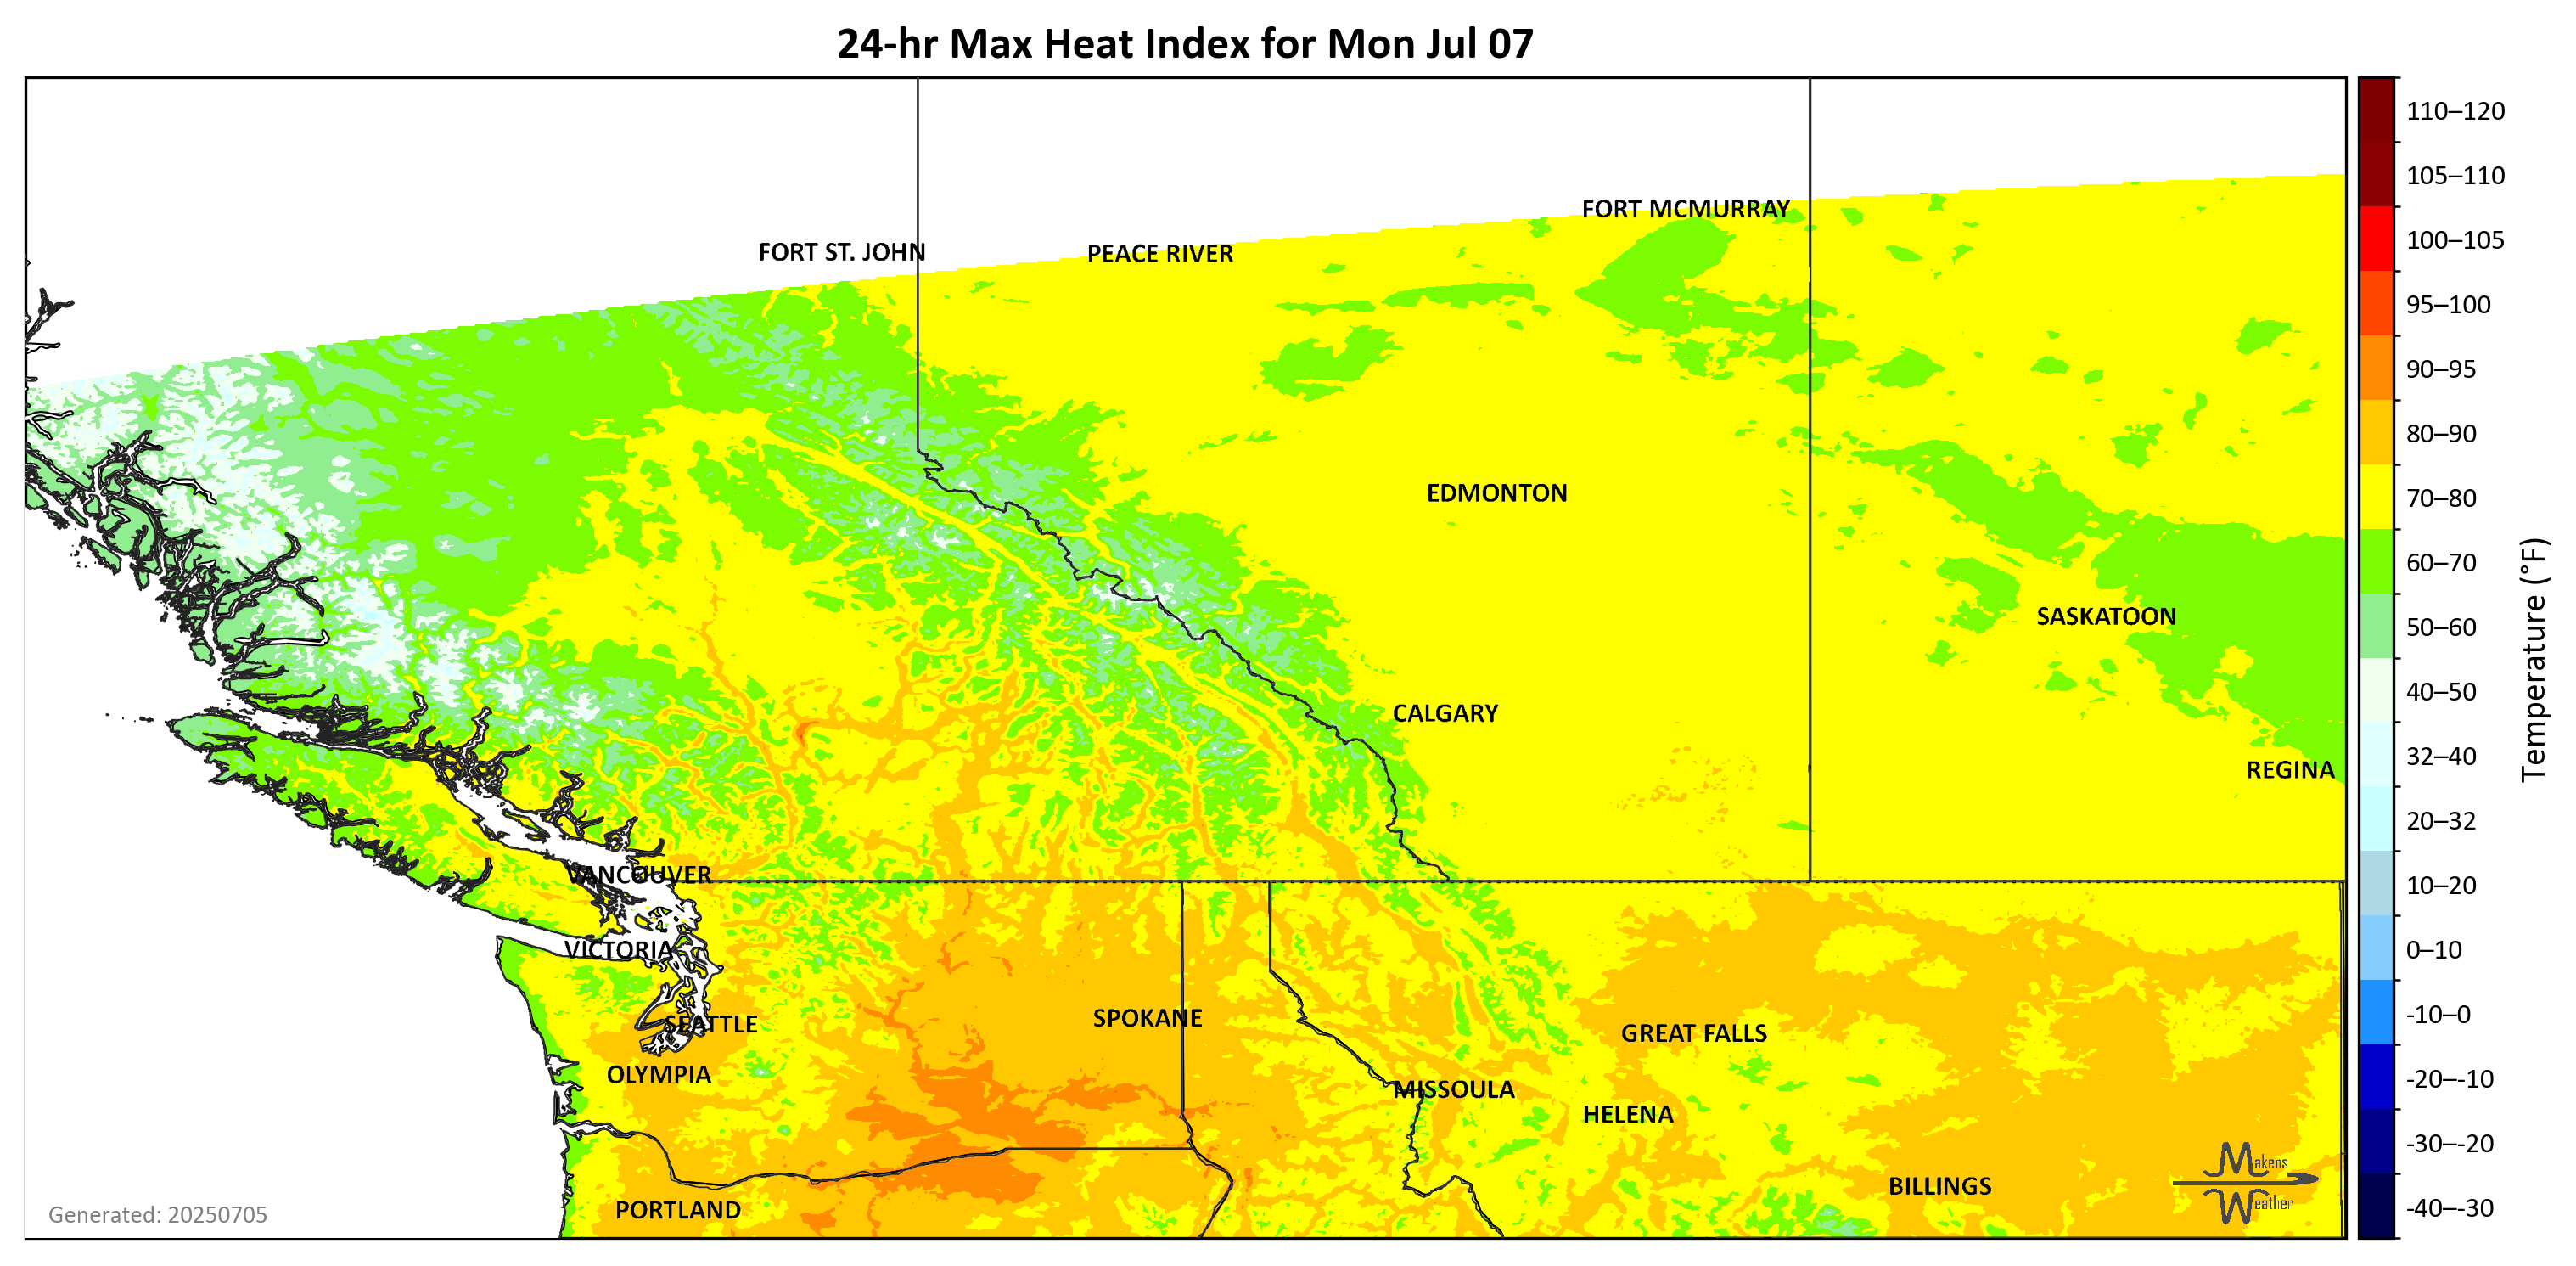 24-hr Max Heat Index for Mon Jul 07
110–120
105–110
FORT MCMURRAY
100–105
FORT ST. JOHN
PEACE RIVER
95–100
90–95
80–90
EDMONTON
70–80
60–70
SASKATOON
50–60
40–50
CALGARY
32–40
REGINA
Temperature (°F)
20–32
VANCOUVER
10–20
VICTORIA
0–10
SEATTLE
SPOKANE
GREAT FALLS
-10–0
OLYMPIA
MISSOULA
-20–-10
HELENA
-30–-20
Makens
Weather
BILLINGS
PORTLAND
-40–-30
Generated: 20250705